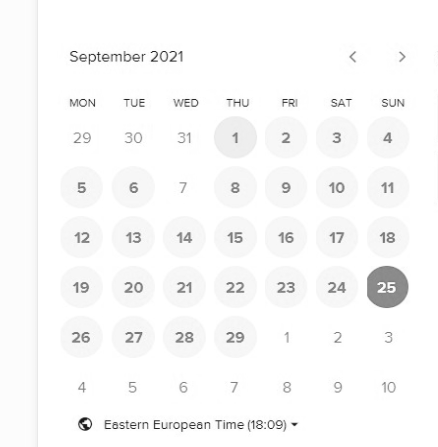 September 2021
MON TUE WED THU FRI SAT SUN
29 30 31 1 2 3 4
5 6 7 8 9 10 11
12 13 14 15 16 17 18
19 20 21 22 23 24 25
26 27 28 29 1 2 3
4 5 6 7 8 9 10
Eastern European Time (18:09)